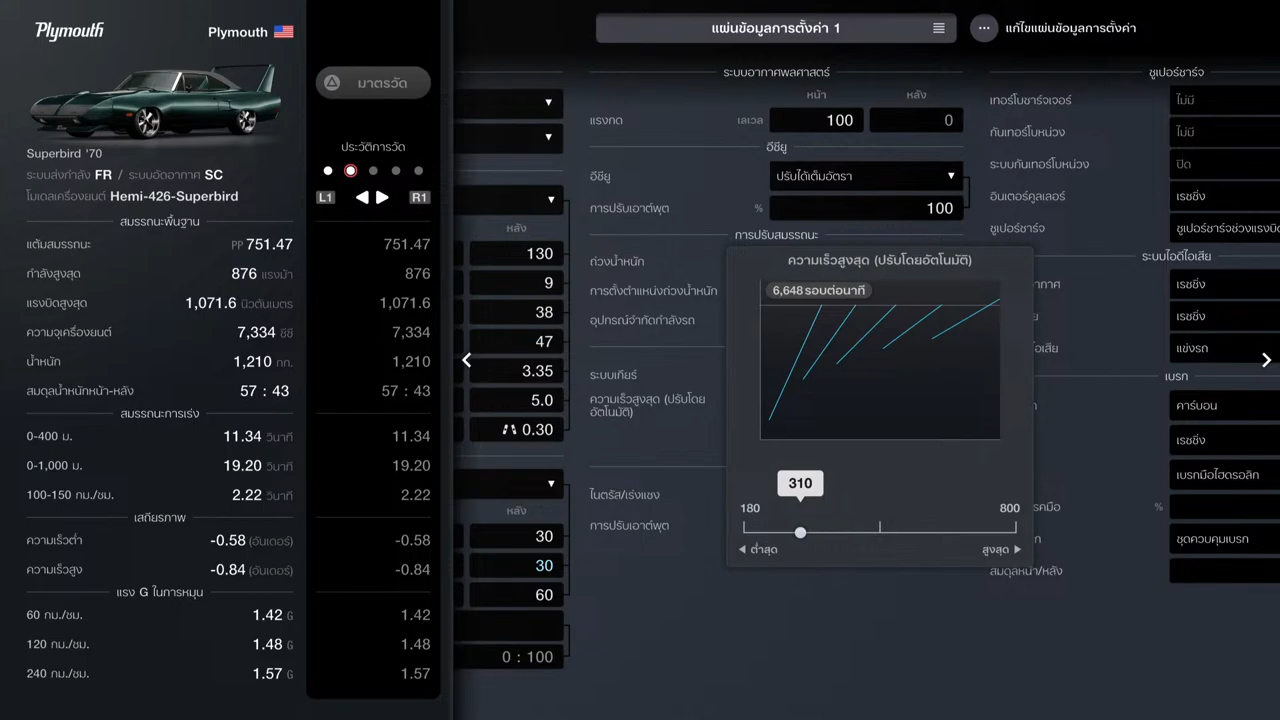 Plymouth
Plymouth
Superbird '70
ระบบส่งกำลัง FR / ระบบอัดอากาศ SC
โมเดลเครื่องยนต์ Hemi-426-Superbird
สมรรถนะพื้นฐาน
แต้มสมรรถนะ PP 751.47
กำลังสูงสุด 876 แรงม้า
แรงบิดสูงสุด 1,071.6 นิวตันเมตร
ความจุเครื่องยนต์ 7,334 ซีซี
น้ำหนัก 1,210 กก.
สมดุลน้ำหนักหน้า-หลัง 57 : 43
สมรรถนะการเร่ง
0-400 ม. 11.34 วินาที
0-1,000 ม. 19.20 วินาที
100-150 กม./ชม. 2.22 วินาที
เสถียรภาพ
ความเร็วต่ำ -0.58 (อันเดอร์)
ความเร็วสูง -0.84 (อันเดอร์)
แรง G ในการหมุน
60 กม./ชม. 1.42 G
120 กม./ชม. 1.48 G
240 กม./ชม. 1.57 G
มาตรวัด
ประวัติการวัด
L1 R1
751.47
876
1,071.6
7,334
1,210
57 : 43
11.34
19.20
2.22
-0.58
-0.84
1.42
1.48
1.57
แผ่นข้อมูลการตั้งค่า 1
แก้ไขแผ่นข้อมูลการตั้งค่า
หลัง
130
9
38
47
3.35
5.0
0.30
หลัง
30
30
60
0 : 100
ระบบอากาศพลศาสตร์
หน้า หลัง
แรงกด เลเวล 100 0
อีซียู
อีซียู ปรับได้เต็มอัตรา
การปรับเอาต์พุต % 100
การปรับสมรรถนะ
ถ่วงน้ำหนัก
การตั้งตำแหน่งถ่วงน้ำหนัก
อุปกรณ์จำกัดกำลังรถ
ระบบเกียร์
ความเร็วสูงสุด (ปรับโดย
อัตโนมัติ)
ไนตรัส/เร่งแซง
การปรับเอาต์พุต
ความเร็วสูงสุด (ปรับโดยอัตโนมัติ)
6,648 รอบต่อนาที
310
180 800
ต่ำสุด สูงสุด
ซูเปอร์ชาร์จ
เทอร์โบชาร์จเจอร์ ไม่มี
กันเทอร์โบหน่วง ไม่มี
ระบบกันเทอร์โบหน่วง ปิด
อินเตอร์คูลเลอร์ เรซซิ่ง
ซูเปอร์ชาร์จ ซูเปอร์ชาร์จช่วงแรงบิด
ระบบไอดีไอเสีย
เรซซิ่ง
เรซซิ่ง
แข่งรถ
เบรก
คาร์บอน
เรซซิ่ง
เบรกมือไฮดรอลิก
%
ชุดควบคุมเบรก
สมดุลหน้า/หลัง